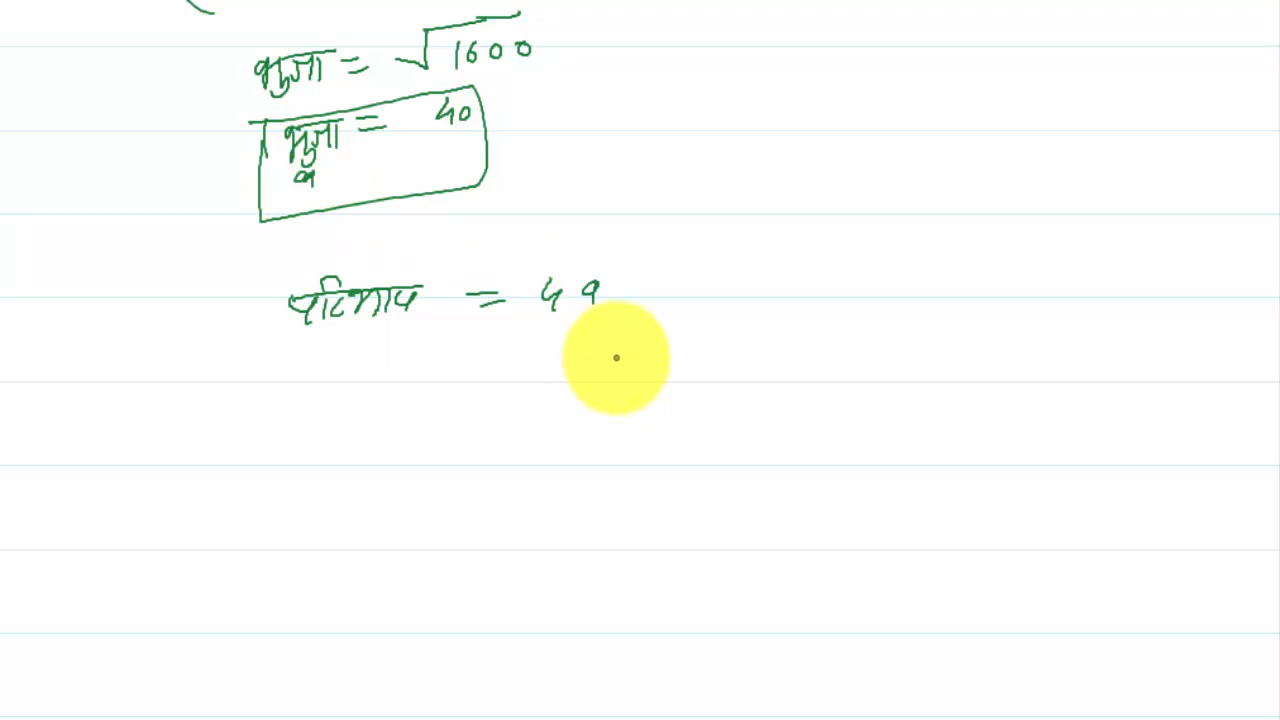 भुजा = √1600
भुजा = 40
a
परिमाप = 4 a